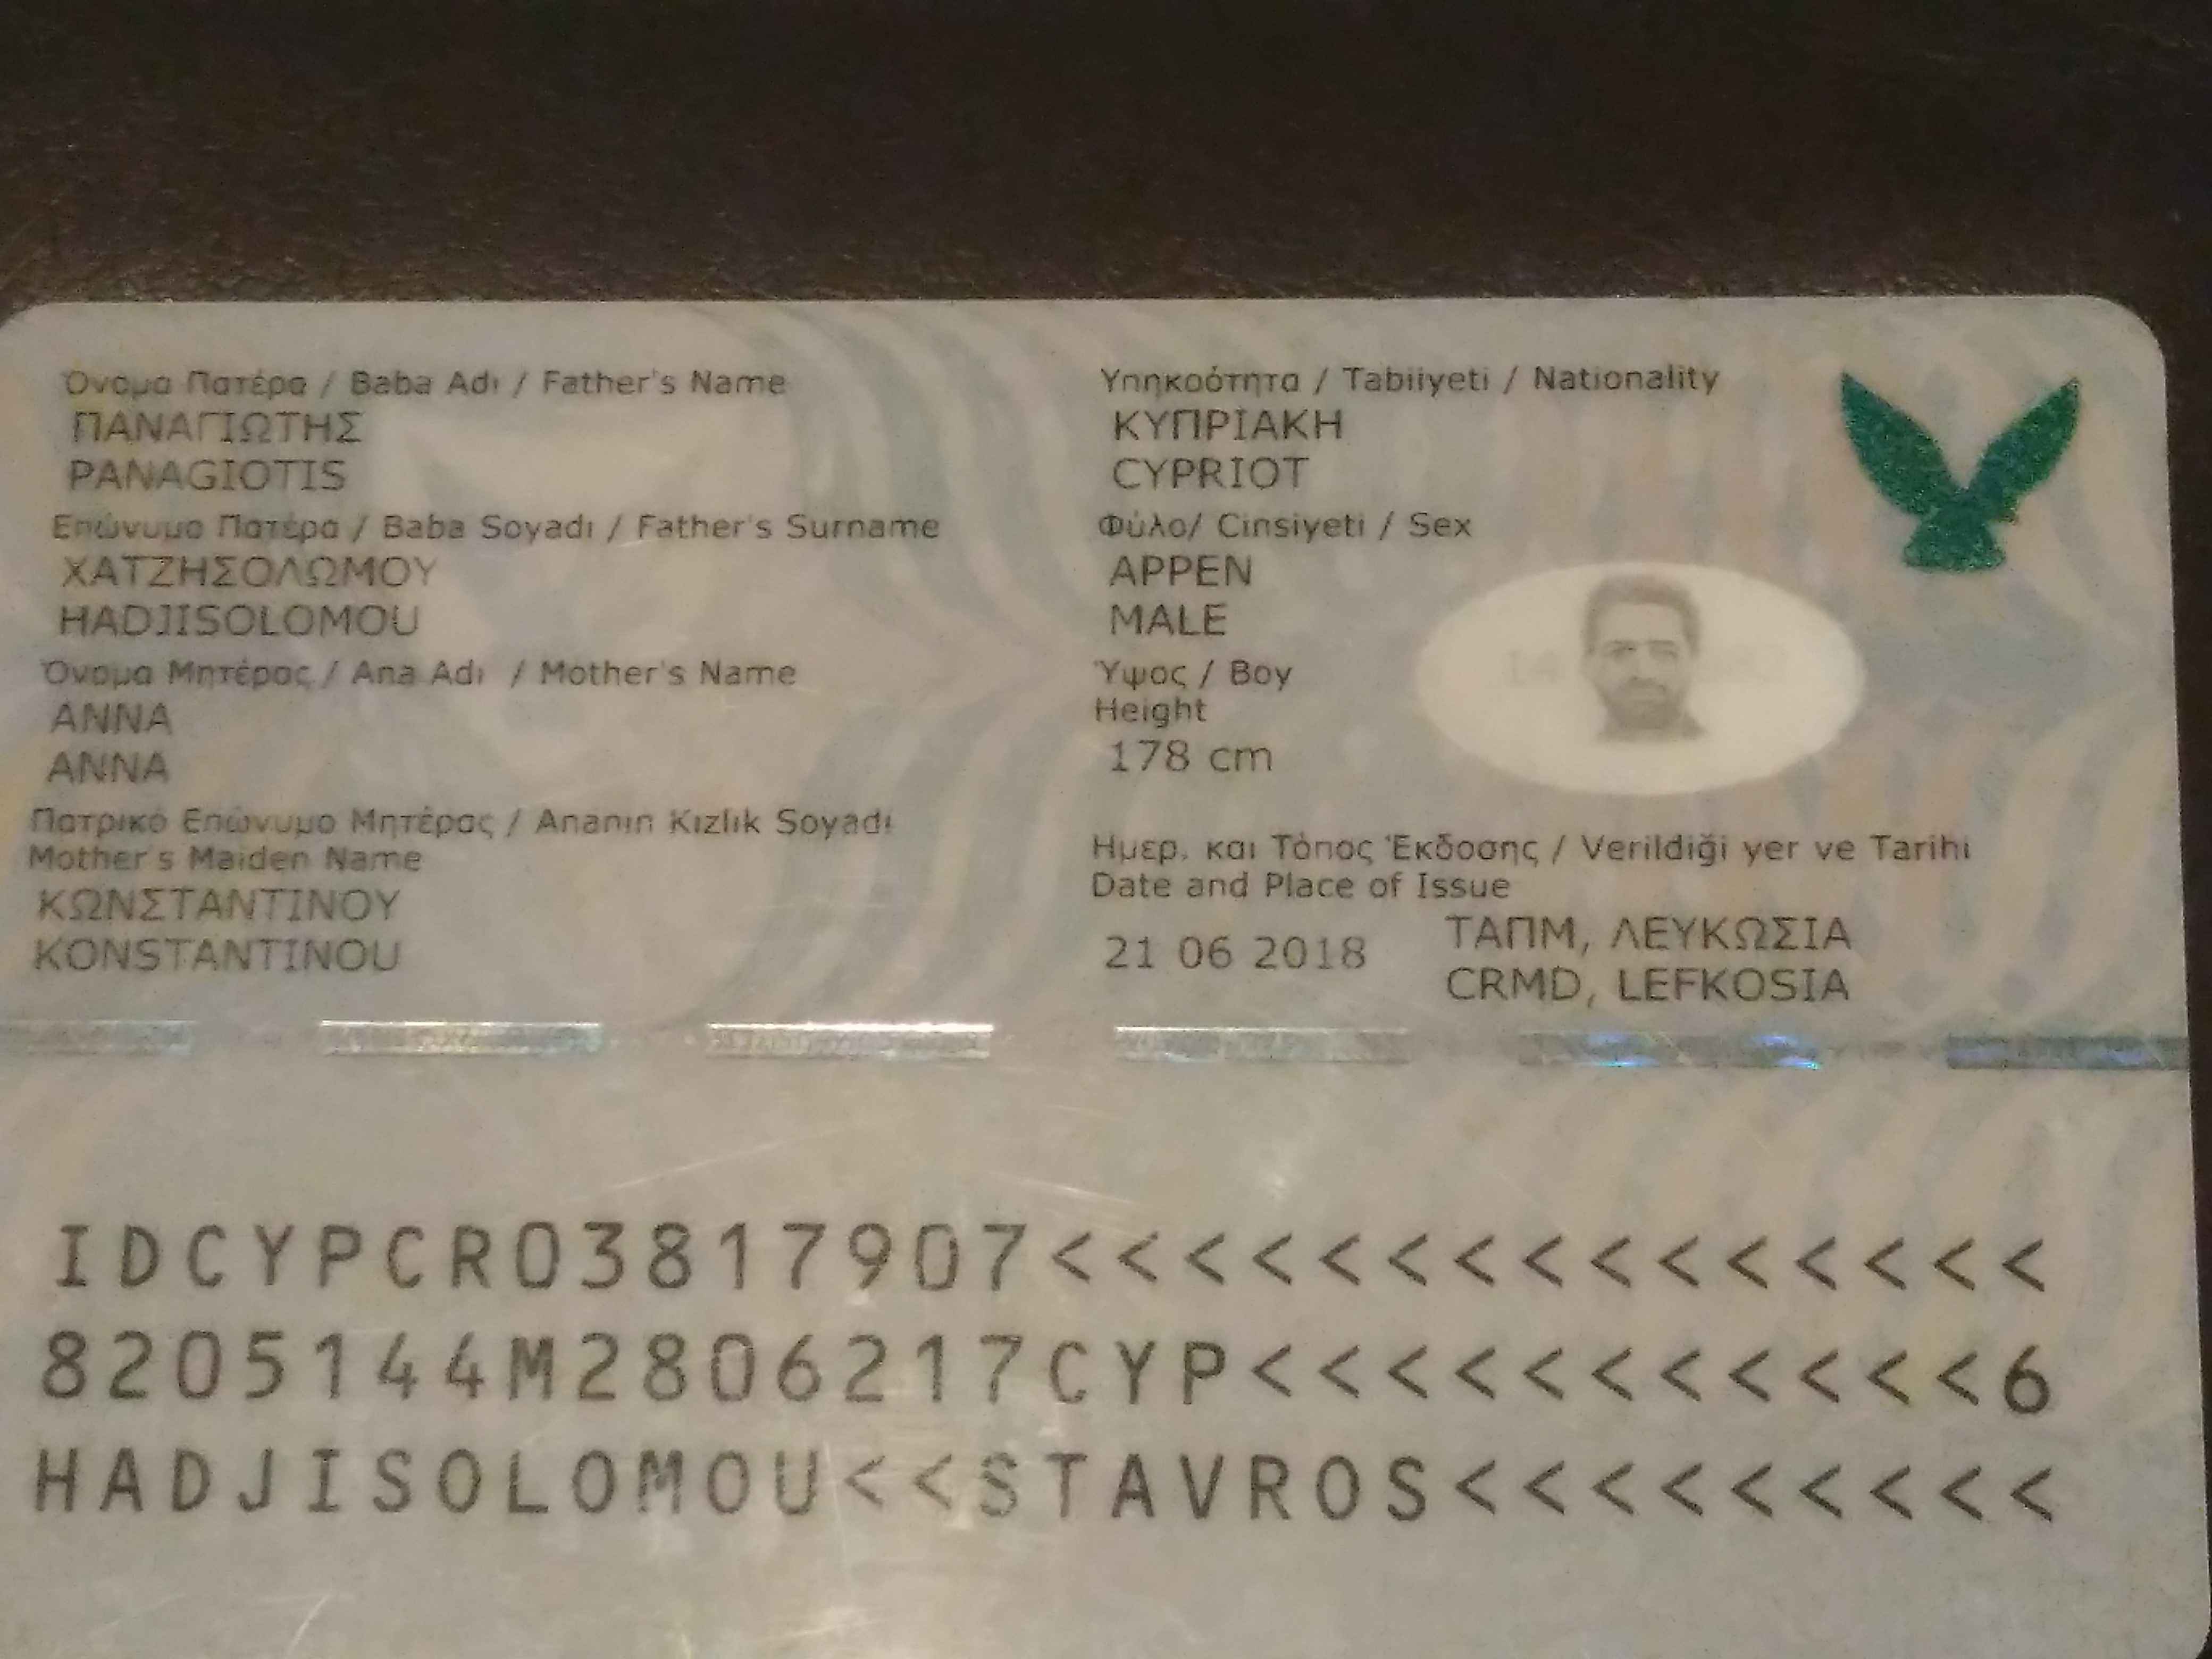 Όνομα Πατέρα / Baba Adı / Father's Name
ΠΑΝΑΓΙΩΤΗΣ
PANAGIOTIS
Επώνυμο Πατέρα / Baba Soyadı / Father's Surname
ΧΑΤΖΗΣΟΛΩΜΟΥ
HADJISOLOMOU
Όνομα Μητέρας / Ana Adı / Mother's Name
ΑΝΝΑ
ANNA
Πατρικό Επώνυμο Μητέρας / Ananın Kızlık Soyadı
Mother's Maiden Name
ΚΩΝΣΤΑΝΤΙΝΟΥ
KONSTANTINOU
Υπηκοότητα / Tabiiyeti / Nationality
ΚΥΠΡΙΑΚΗ
CYPRIOT
Φύλο/ Cinsiyeti / Sex
ΑΡΡΕΝ
MALE
Ύψος / Boy
Height
178 cm
Ημερ. και Τόπος Έκδοσης / Verildiği yer ve Tarihi
Date and Place of Issue
21 06 2018
ΤΑΠΜ, ΛΕΥΚΩΣΙΑ
CRMD, LEFKOSIA
IDCYPCR03817907<<<<<<<<<<<<<<<
8205144M2806217CYP<<<<<<<<<<<6
HADJISOLOMOU<<STAVROS<<<<<<<<<